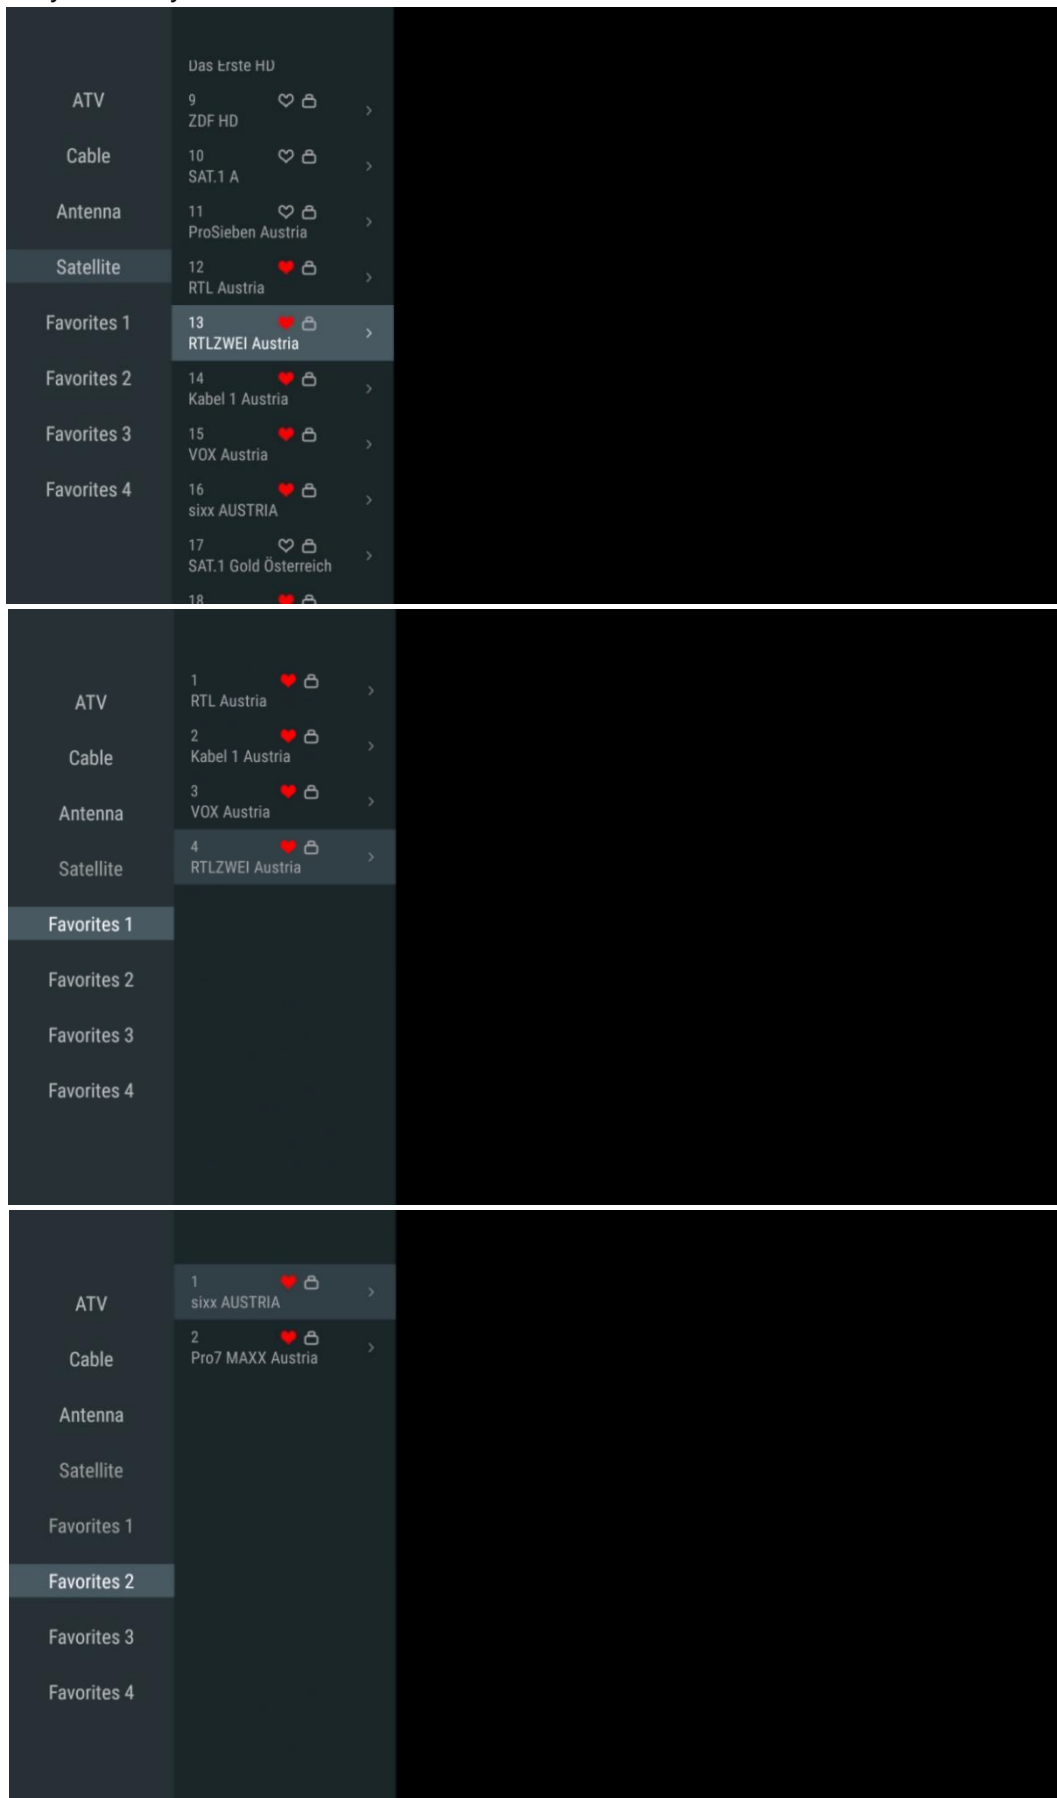 ATV
Cable
Antenna
Satellite
Favorites 1
Favorites 2
Favorites 3
Favorites 4
Das Erste HD
9
ZDF HD
10
SAT.1 A
11
ProSieben Austria
12
RTL Austria
13
RTLZWEI Austria
14
Kabel 1 Austria
15
VOX Austria
16
sixx AUSTRIA
17
SAT.1 Gold Österreich
18
ATV
Cable
Antenna
Satellite
Favorites 1
Favorites 2
Favorites 3
Favorites 4
1
RTL Austria
2
Kabel 1 Austria
3
VOX Austria
4
RTLZWEI Austria
ATV
Cable
Antenna
Satellite
Favorites 1
Favorites 2
Favorites 3
Favorites 4
1
sixx AUSTRIA
2
Pro7 MAXX Austria